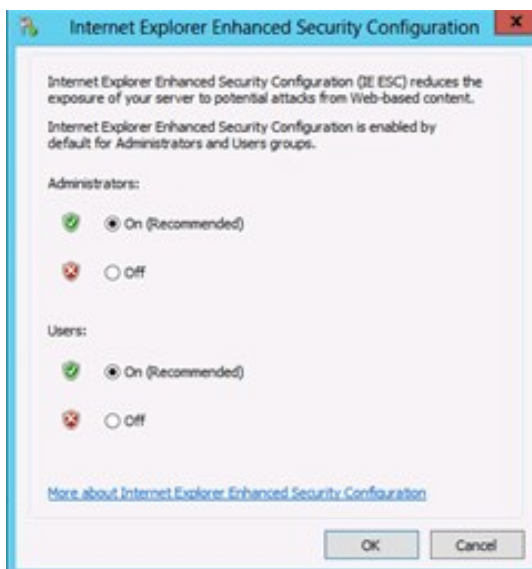 Internet Explorer Enhanced Security Configuration
Internet Explorer Enhanced Security Configuration (IE ESC) reduces the
exposure of your server to potential attacks from Web-based content.
Internet Explorer Enhanced Security Configuration is enabled by
default for Administrators and Users groups.
Administrators:
On (Recommended)
Off
Users:
On (Recommended)
Off
More about Internet Explorer Enhanced Security Configuration
OK Cancel